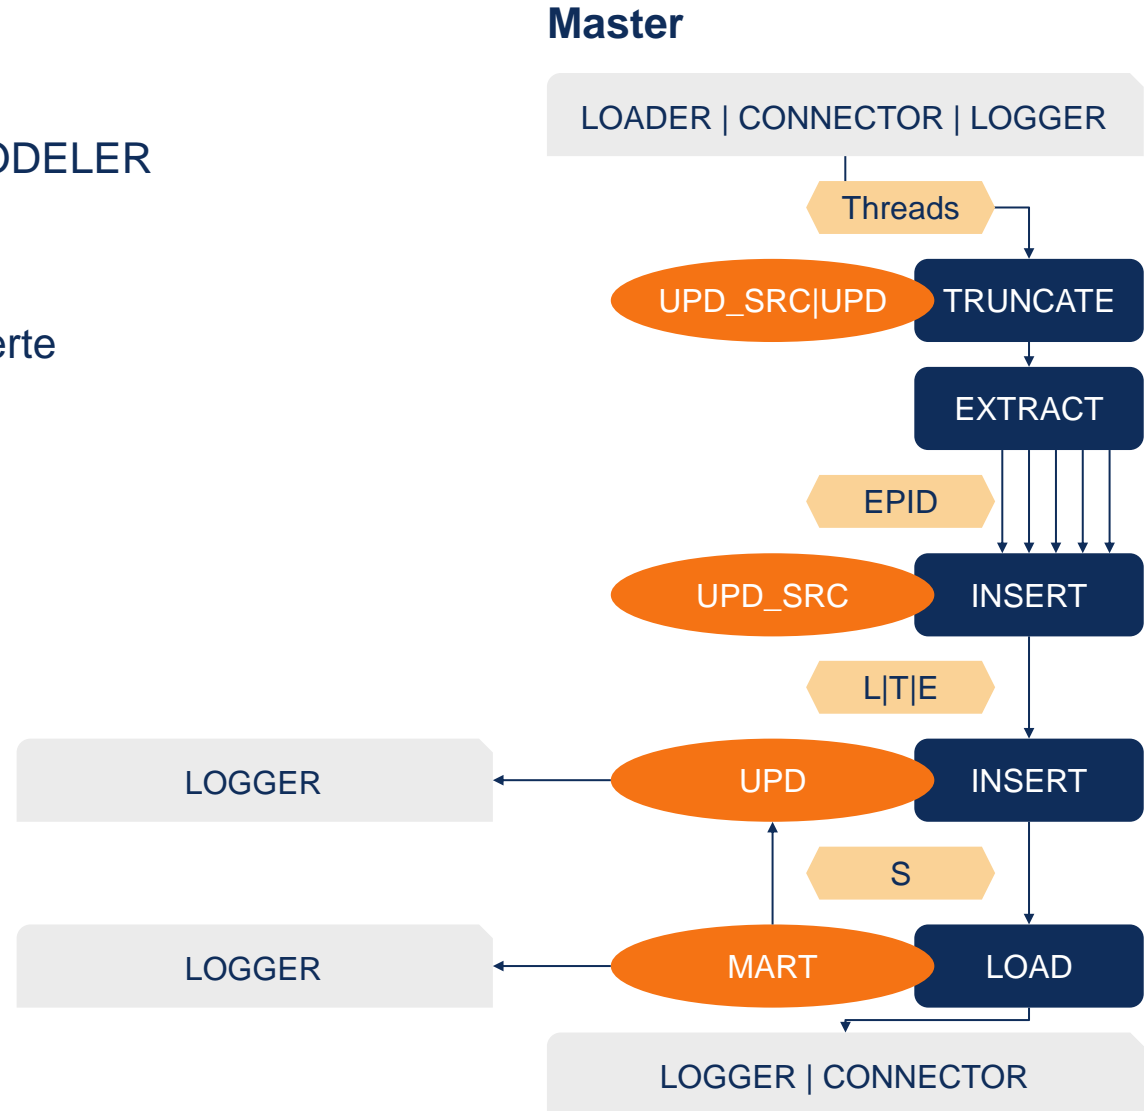 Master
LOADER | CONNECTOR | LOGGER
ODELER
Threads
UPD_SRC|UPD
TRUNCATE
erte
EXTRACT
EPID
UPD_SRC
INSERT
L|T|E
LOGGER
UPD
INSERT
S
LOGGER
MART
LOAD
LOGGER | CONNECTOR